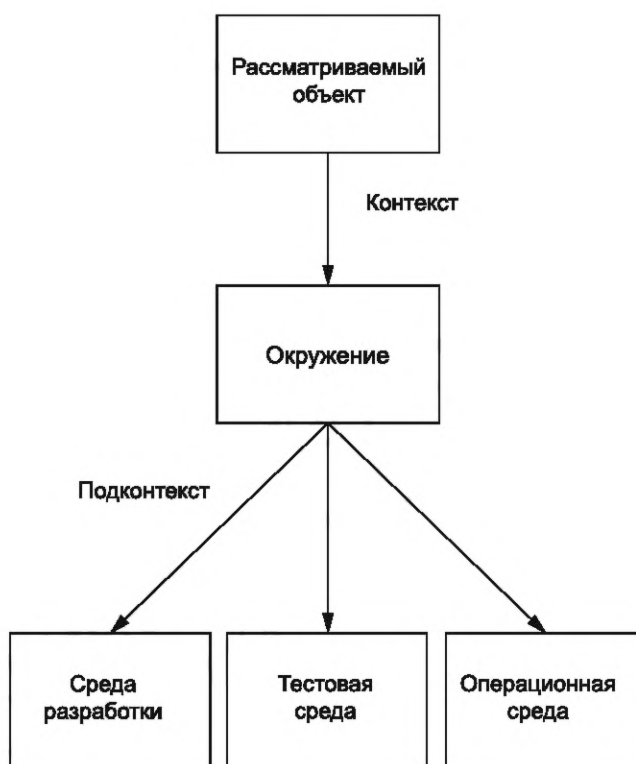 Рассматриваемый
объект
Контекст
Окружение
Подконтекст
Среда
разработки
Тестовая
среда
Операционная
среда